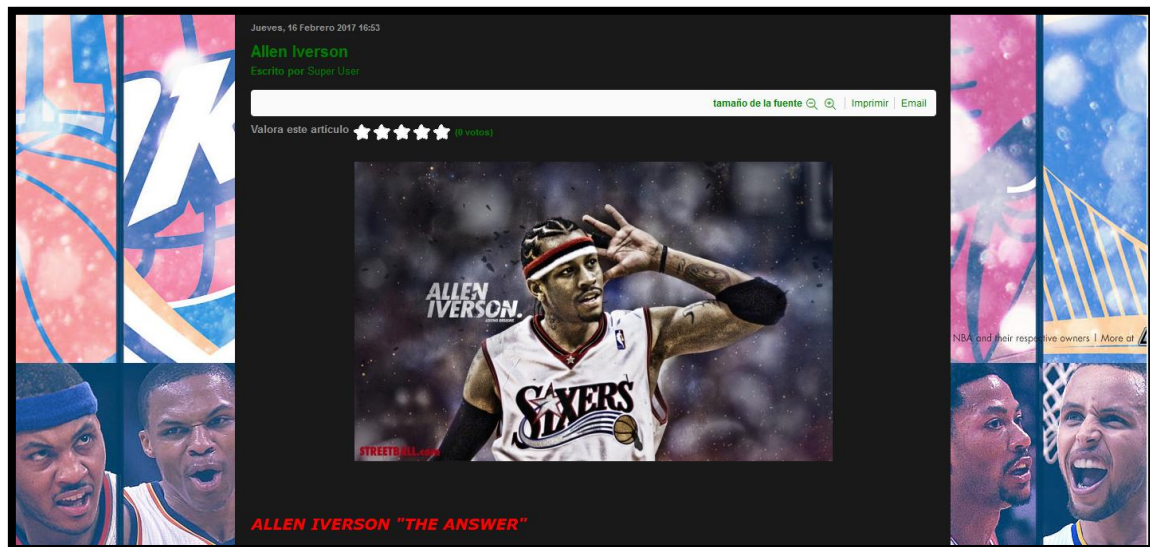 Jueves, 16 Febrero 2017 16:53
Allen Iverson
Escrito por Super User
tamaño de la fuente Imprimir Email
Valora este artículo (0 votos)
ALLEN
IVERSON.
SIXERS
STREETBALL.com
NBA and their respective owners | More at
ALLEN IVERSON "THE ANSWER"